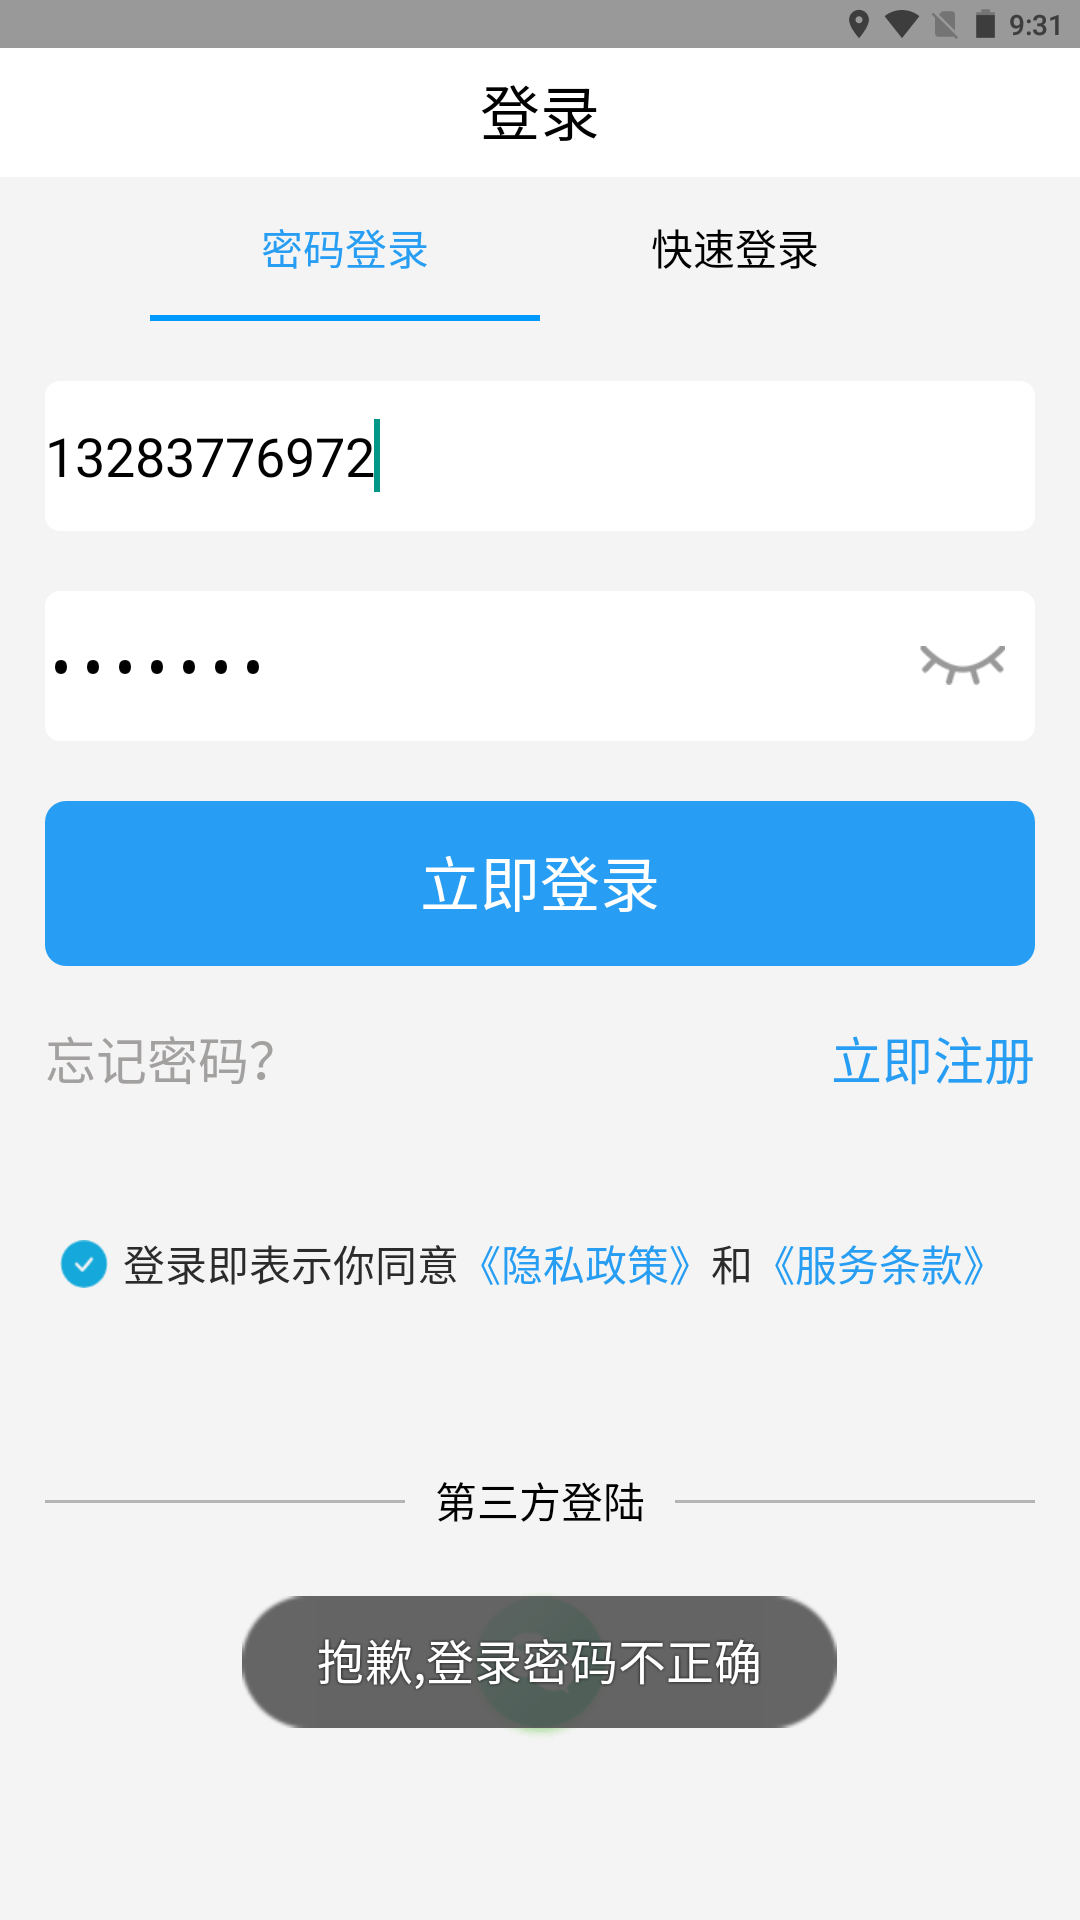 9:31
登录
密码登录
快速登录
13283776972
•••••••
立即登录
忘记密码?
立即注册
登录即表示你同意《隐私政策》和《服务条款》
第三方登陆
抱歉,登录密码不正确